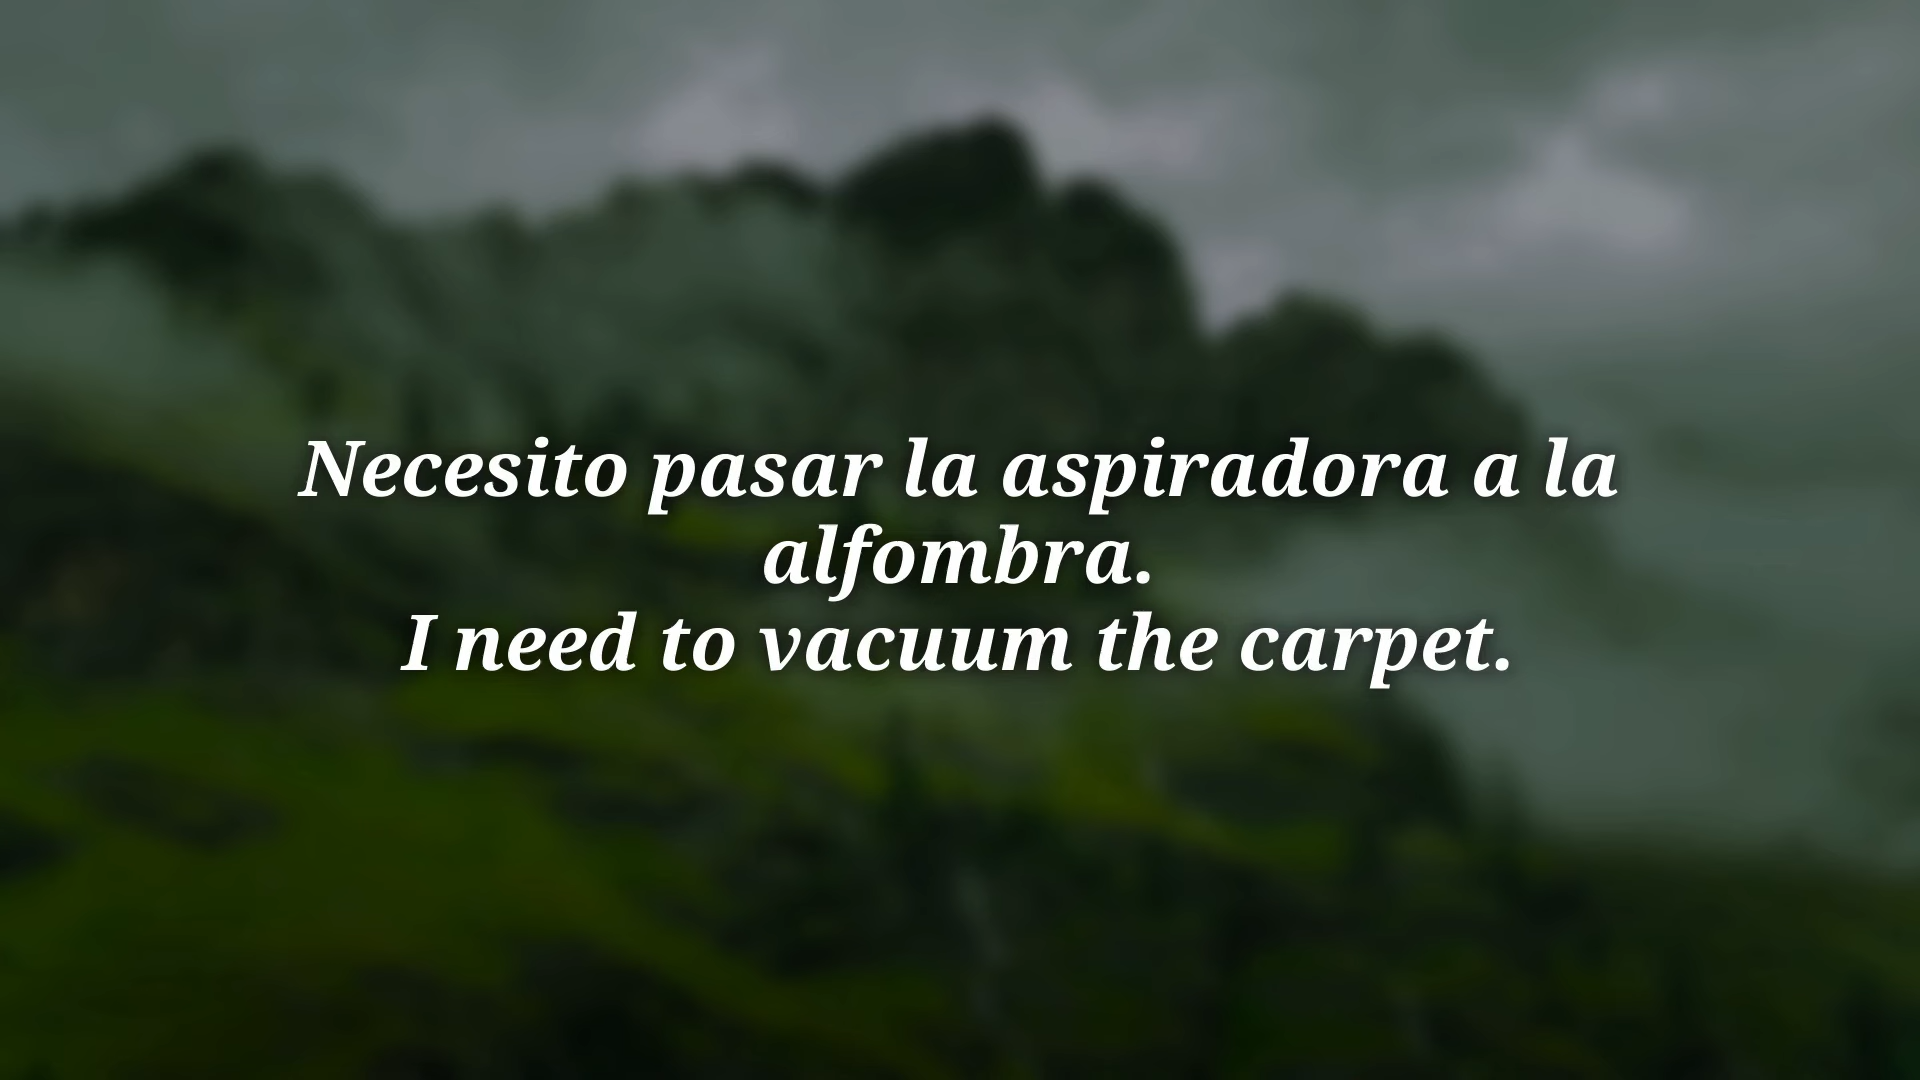 Necesito pasar la aspiradora a la
alfombra.
I need to vacuum the carpet.